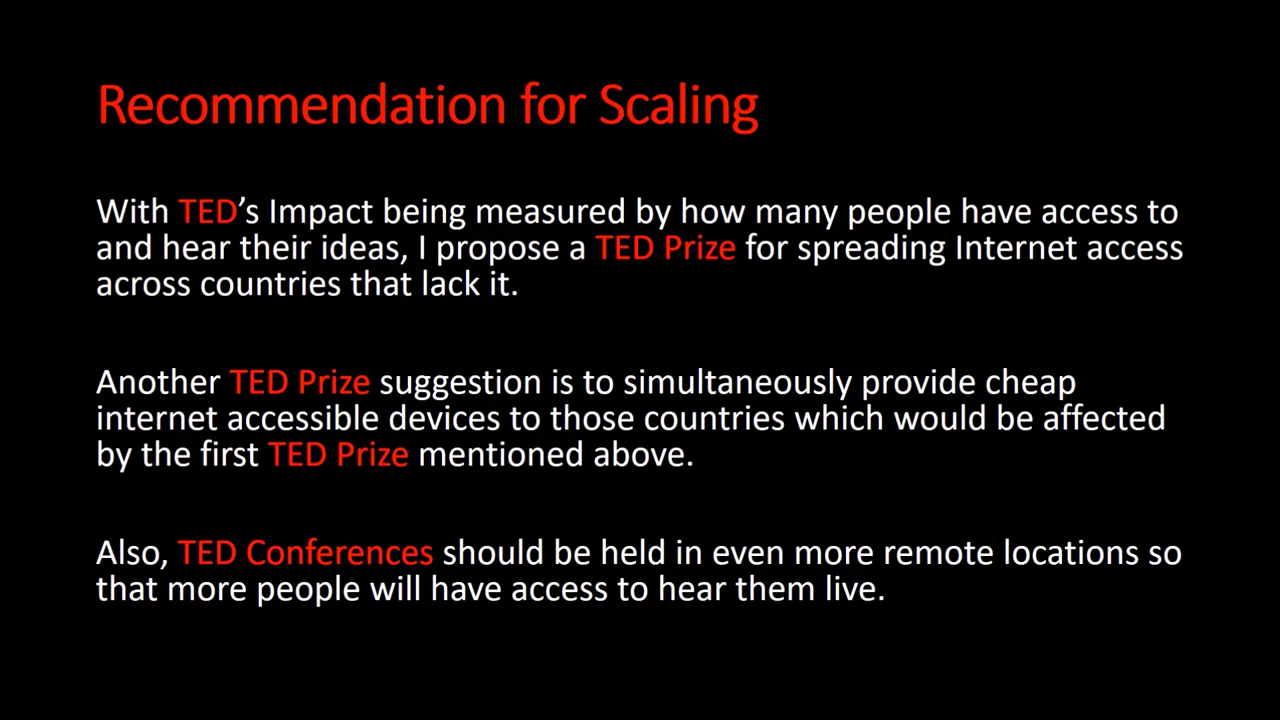 Recommendation for Scaling
With TED’s Impact being measured by how many people have access to
and hear their ideas, I propose a TED Prize for spreading Internet access
across countries that lack it.
Another TED Prize suggestion is to simultaneously provide cheap
internet accessible devices to those countries which would be affected
by the first TED Prize mentioned above.
Also, TED Conferences should be held in even more remote locations so
that more people will have access to hear them live.